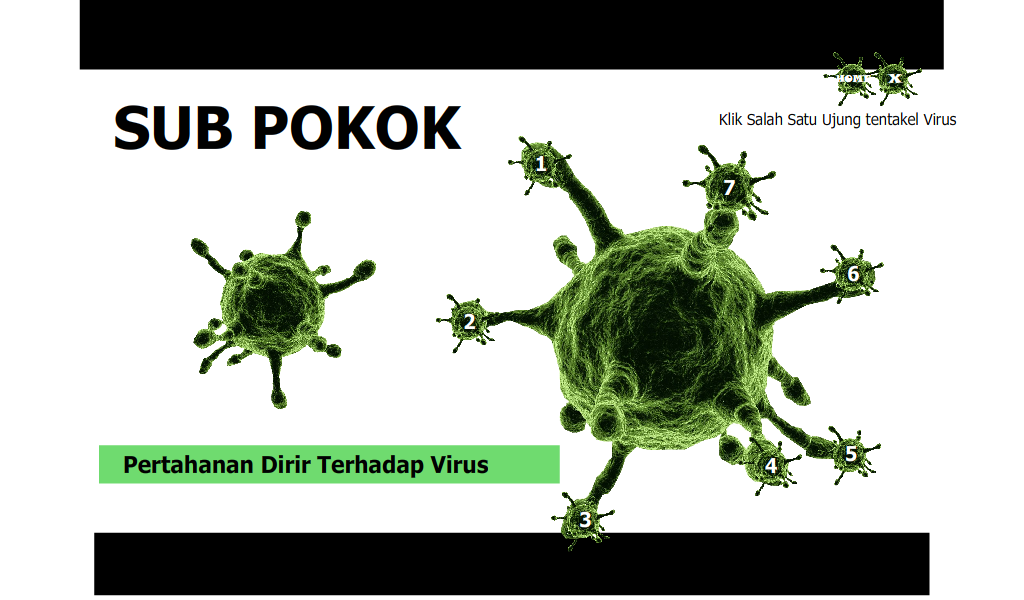 HOME X
Klik Salah Satu Ujung tentakel Virus
SUB POKOK
1
7
6
2
Pertahanan Dirir Terhadap Virus
4
5
3